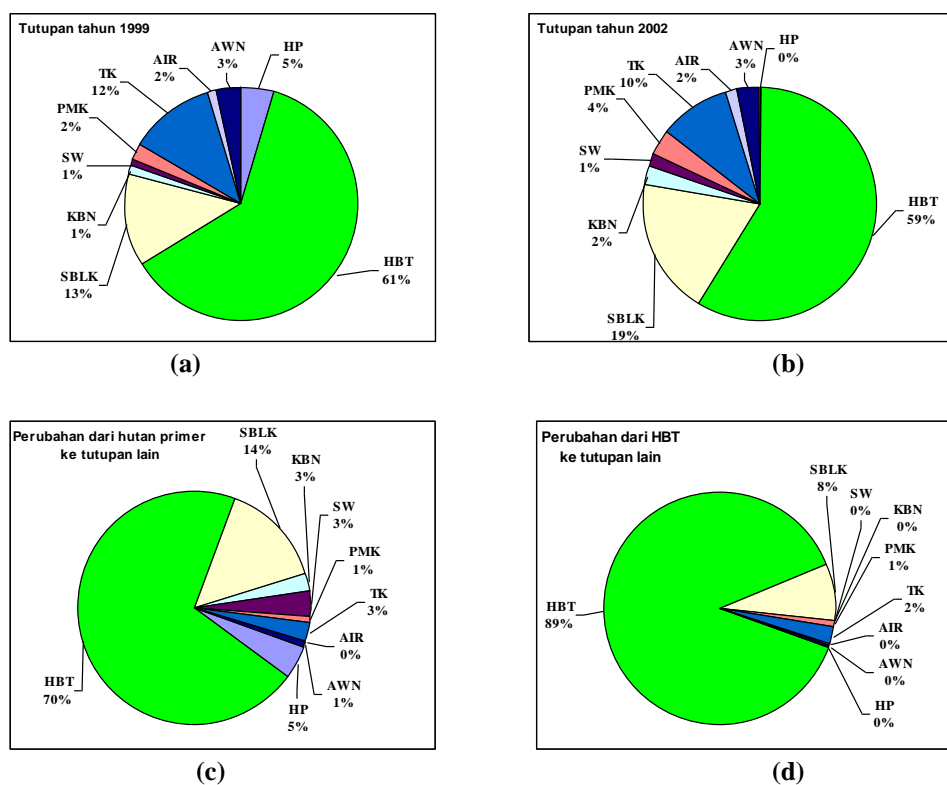 Tutupan tahun 1999
AWN
3%
HP
5%
AIR
2%
TK
12%
PMK
2%
SW
1%
KBN
1%
SBLK
13%
HBT
61%
(a)
Tutupan tahun 2002
HP
0%
AWN
3%
AIR
2%
TK
10%
PMK
4%
SW
1%
KBN
2%
SBLK
19%
HBT
59%
(b)
Perubahan dari hutan primer
ke tutupan lain
SBLK
14%
KBN
3%
SW
3%
PMK
1%
TK
3%
AIR
0%
AWN
1%
HP
5%
HBT
70%
(c)
Perubahan dari HBT
ke tutupan lain
SBLK
8%
SW
0%
KBN
0%
PMK
1%
TK
2%
AIR
0%
AWN
0%
HP
0%
HBT
89%
(d)